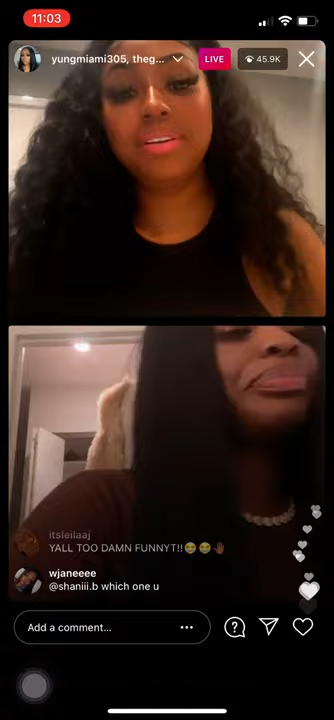 11:03
yungmiami305, theg...
LIVE
45.9K
itsleilaaj
YALL TOO DAMN FUNNYT!!😭😭🤚🏾
wjaneeee
@shaniii.b which one u
Add a comment...